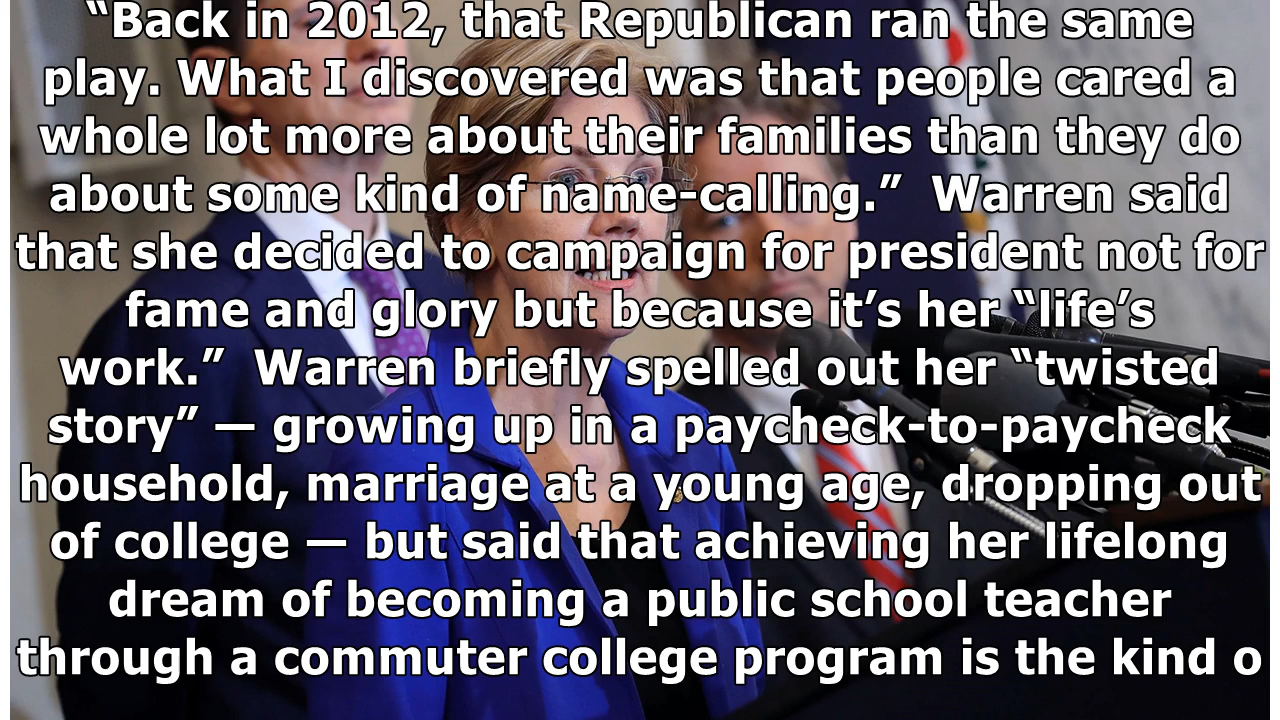 “Back in 2012, that Republican ran the same
play. What I discovered was that people cared a
whole lot more about their families than they do
about some kind of name-calling.”  Warren said
that she decided to campaign for president not for
fame and glory but because it’s her “life’s
work.”  Warren briefly spelled out her “twisted
story” — growing up in a paycheck-to-paycheck
household, marriage at a young age, dropping out
of college — but said that achieving her lifelong
dream of becoming a public school teacher
through a commuter college program is the kind o